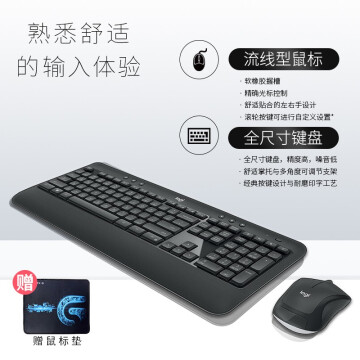 熟悉舒适
的输入体验
流线型鼠标
· 软橡胶握槽
· 精确光标控制
· 舒适贴合的左右手设计
· 滚轮按键可进行自定义设置*
全尺寸键盘
· 全尺寸键盘，精度高，噪音低
· 舒适掌托与多角度可调节支架
· 经典按键设计与耐磨印字工艺
logi
logi
赠
赠鼠标垫